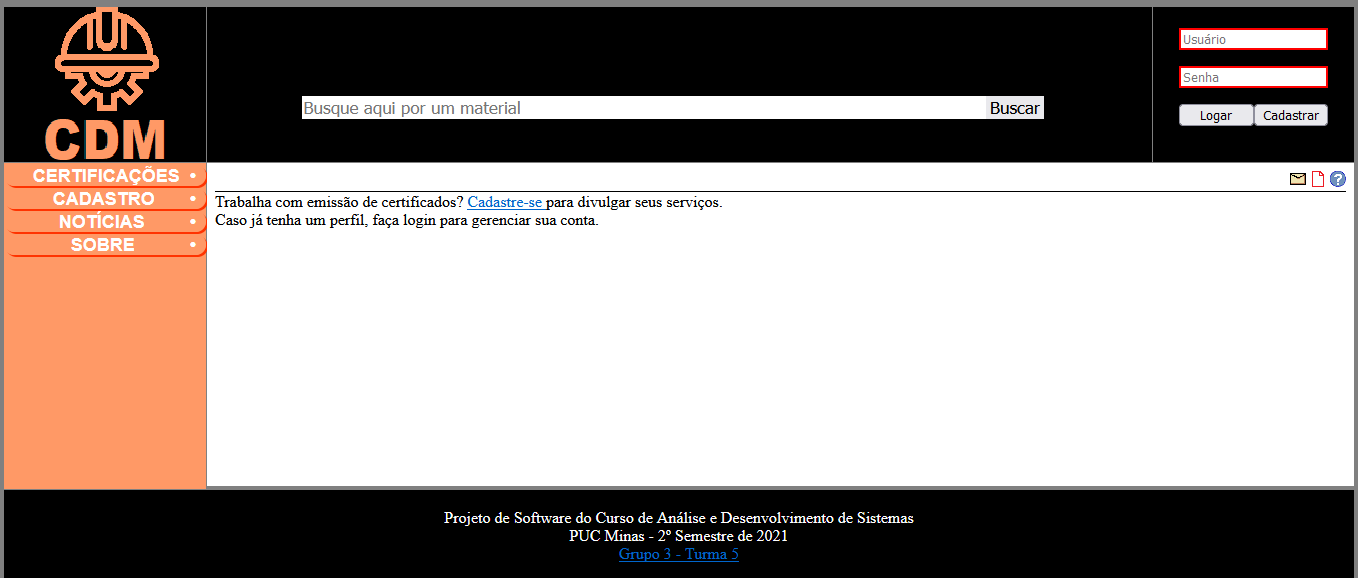 CDM
Usuário
Senha
Logar Cadastrar
Busque aqui por um material Buscar
CERTIFICAÇÕES •
CADASTRO •
NOTÍCIAS •
SOBRE •
?
Trabalha com emissão de certificados? Cadastre-se para divulgar seus serviços.
Caso já tenha um perfil, faça login para gerenciar sua conta.
Projeto de Software do Curso de Análise e Desenvolvimento de Sistemas
PUC Minas - 2º Semestre de 2021
Grupo 3 - Turma 5